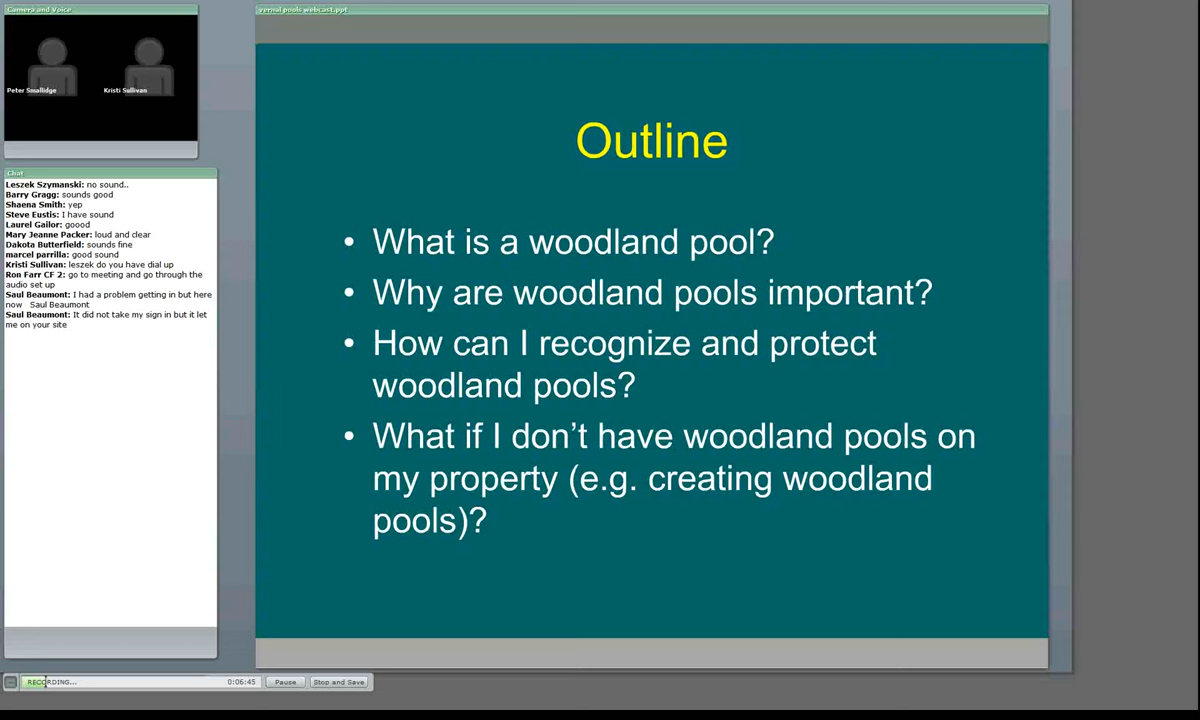 Camera and Voice
Peter Smallidge
Kristi Sullivan
Chat
Leszek Szymanski: no sound..
Barry Gragg: sounds good
Shaena Smith: yep
Steve Eustis: I have sound
Laurel Gailor: goood
Mary Jeanne Packer: loud and clear
Dakota Butterfield: sounds fine
marcel parrilla: good sound
Kristi Sullivan: leszek do you have dial up
Ron Farr CF 2: go to meeting and go through the
audio set up
Saul Beaumont: I had a problem getting in but here
now Saul Beaumont
Saul Beaumont: It did not take my sign in but it let
me on your site
vernal pools webcast.ppt
Outline
• What is a woodland pool?
• Why are woodland pools important?
• How can I recognize and protect
woodland pools?
• What if I don’t have woodland pools on
my property (e.g. creating woodland
pools)?
RECORDING...
0:06:45
Pause
Stop and Save